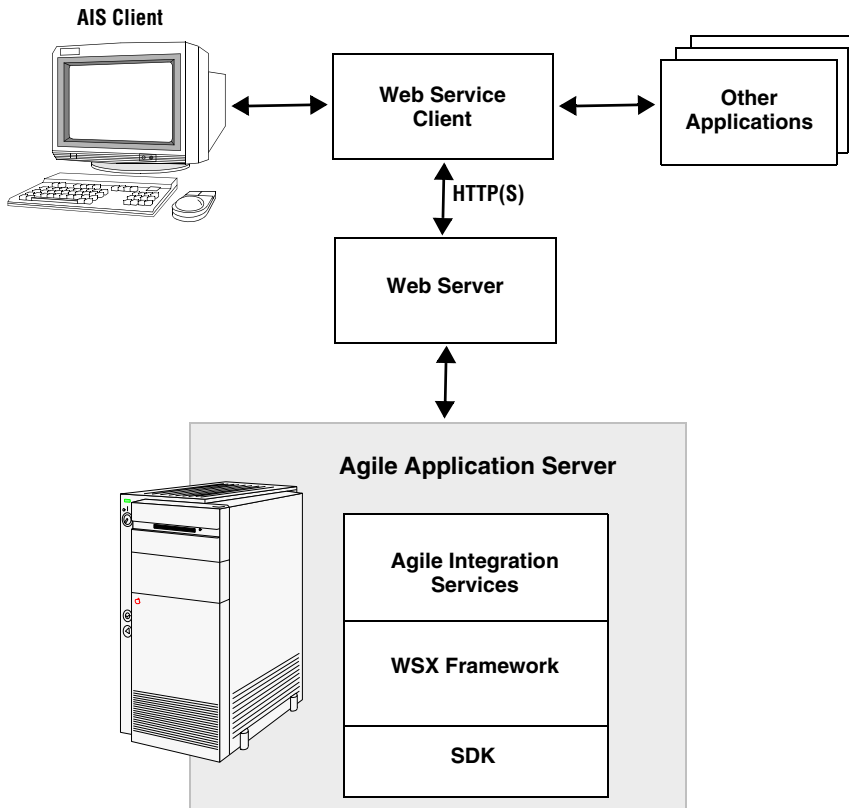 AIS Client
Web Service
Client
Other
Applications
HTTP(S)
Web Server
Agile Application Server
Agile Integration
Services
WSX Framework
SDK